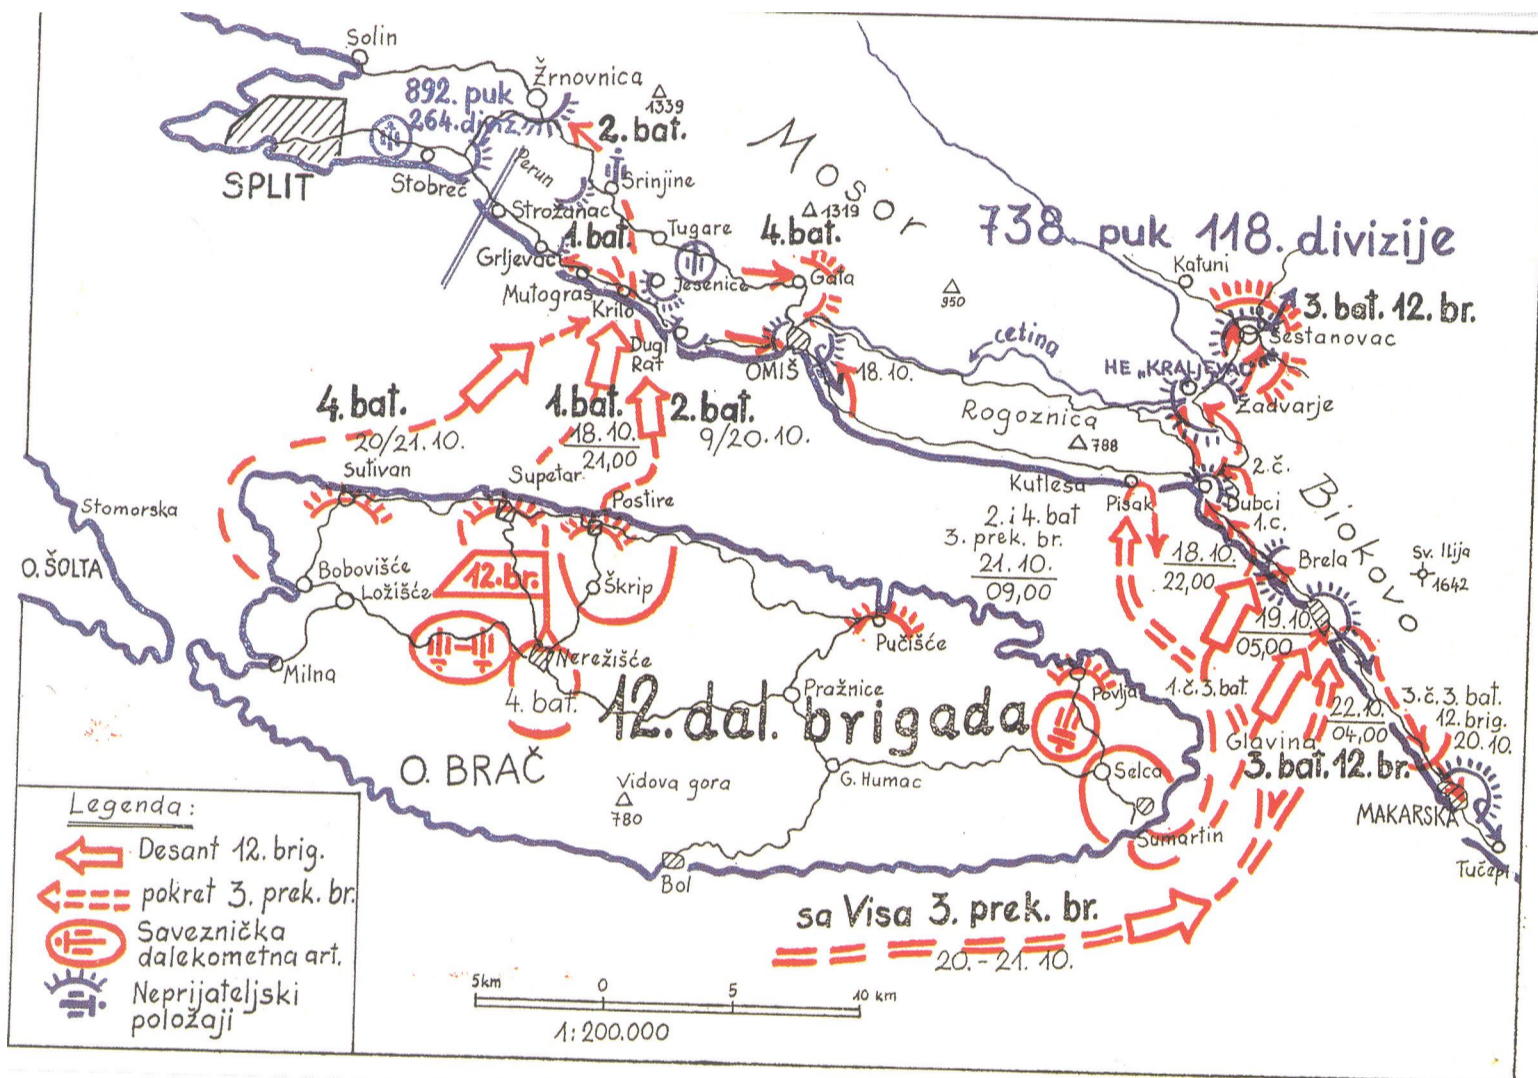 Solin
Žrnovnica
892. puk
264. diviz
1339
2. bat.
Mosor
SPLIT
Stobreč
Perun
Srinjine
Strožanac
1. bat.
Tugare
4. bat.
1319
738. puk 118. divizije
Grljevac
Mutogras
Krilo
Jesenice
Gata
950
Katuni
3. bat. 12. br.
Šestanovac
Dugi
Rat
OMIŠ
18.10.
cetina
HE „KRALJEVAC"
Zadvarje
Rogoznica
788
4. bat.
20/21.10.
1. bat.
18.10.
21,00
2. bat.
9/20.10.
Kutleša
Pisak
2.č.
Dubci
1.c.
Biokovo
Sutivan
Supetar
Postire
Stomorska
O. ŠOLTA
2. i 4. bat
3. prek. br.
21.10.
09,00
18.10.
22,00
Brela
Sv. Ilija
1642
Bobovišće
Ložišće
12. br.
Škrip
19.10.
05,00
Pučišće
Milna
Nerežišće
4. bat.
Pražnice
Povlja
1.č. 3.bat.
22.10.
04,00
3.č. 3. bat.
12. brig.
20.10.
12. dal. brigada
Glavina
3. bat. 12. br.
O. BRAČ
Vidova gora
780
G. Humac
Selca
Sumartin
MAKARSKA
Tučepi
Bol
sa Visa 3. prek. br.
20.-21.10.
Legenda:
Desant 12. brig.
pokret 3. prek. br.
Saveznička
dalekometna art.
Neprijateljski
položaji
5km 0 5 10 km
1:200.000